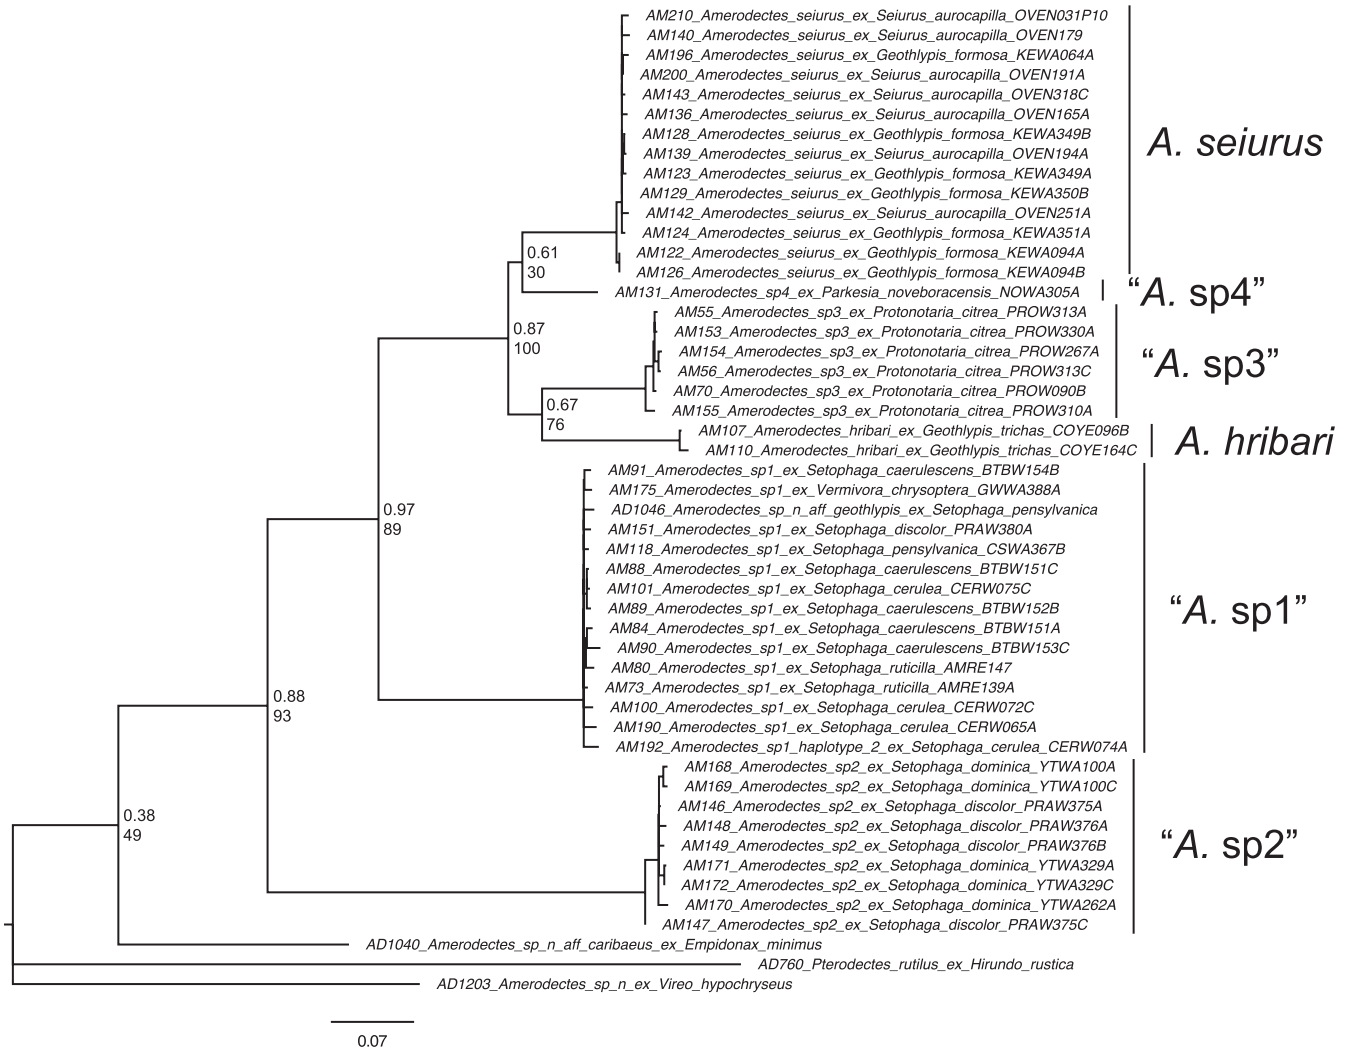 AM210_Amerodectes_seiurus_ex_Seiurus_aurocapilla_OVEN031P10
AM140_Amerodectes_seiurus_ex_Seiurus_aurocapilla_OVEN179
AM196_Amerodectes_seiurus_ex_Geothlypis_formosa_KEWA064A
AM200_Amerodectes_seiurus_ex_Seiurus_aurocapilla_OVEN191A
AM143_Amerodectes_seiurus_ex_Seiurus_aurocapilla_OVEN318C
AM136_Amerodectes_seiurus_ex_Seiurus_aurocapilla_OVEN165A
AM128_Amerodectes_seiurus_ex_Geothlypis_formosa_KEWA349B
AM139_Amerodectes_seiurus_ex_Seiurus_aurocapilla_OVEN194A
AM123_Amerodectes_seiurus_ex_Geothlypis_formosa_KEWA349A
AM129_Amerodectes_seiurus_ex_Geothlypis_formosa_KEWA350B
AM142_Amerodectes_seiurus_ex_Seiurus_aurocapilla_OVEN251A
AM124_Amerodectes_seiurus_ex_Geothlypis_formosa_KEWA351A
AM122_Amerodectes_seiurus_ex_Geothlypis_formosa_KEWA094A
AM126_Amerodectes_seiurus_ex_Geothlypis_formosa_KEWA094B
A. seiurus
0.61
30
AM131_Amerodectes_sp4_ex_Parkesia_noveboracensis_NOWA305A
“A. sp4”
0.87
100
AM55_Amerodectes_sp3_ex_Protonotaria_citrea_PROW313A
AM153_Amerodectes_sp3_ex_Protonotaria_citrea_PROW330A
AM154_Amerodectes_sp3_ex_Protonotaria_citrea_PROW267A
AM56_Amerodectes_sp3_ex_Protonotaria_citrea_PROW313C
AM70_Amerodectes_sp3_ex_Protonotaria_citrea_PROW090B
AM155_Amerodectes_sp3_ex_Protonotaria_citrea_PROW310A
“A. sp3”
0.67
76
AM107_Amerodectes_hribari_ex_Geothlypis_trichas_COYE096B
AM110_Amerodectes_hribari_ex_Geothlypis_trichas_COYE164C
A. hribari
0.97
89
AM91_Amerodectes_sp1_ex_Setophaga_caerulescens_BTBW154B
AM175_Amerodectes_sp1_ex_Vermivora_chrysoptera_GWWA388A
AD1046_Amerodectes_sp_n_aff_geothlypis_ex_Setophaga_pensylvanica
AM151_Amerodectes_sp1_ex_Setophaga_discolor_PRAW380A
AM118_Amerodectes_sp1_ex_Setophaga_pensylvanica_CSWA367B
AM88_Amerodectes_sp1_ex_Setophaga_caerulescens_BTBW151C
AM101_Amerodectes_sp1_ex_Setophaga_cerulea_CERW075C
AM89_Amerodectes_sp1_ex_Setophaga_caerulescens_BTBW152B
AM84_Amerodectes_sp1_ex_Setophaga_caerulescens_BTBW151A
AM90_Amerodectes_sp1_ex_Setophaga_caerulescens_BTBW153C
AM80_Amerodectes_sp1_ex_Setophaga_ruticilla_AMRE147
AM73_Amerodectes_sp1_ex_Setophaga_ruticilla_AMRE139A
AM100_Amerodectes_sp1_ex_Setophaga_cerulea_CERW072C
AM190_Amerodectes_sp1_ex_Setophaga_cerulea_CERW065A
AM192_Amerodectes_sp1_haplotype_2_ex_Setophaga_cerulea_CERW074A
“A. sp1”
0.88
93
AM168_Amerodectes_sp2_ex_Setophaga_dominica_YTWA100A
AM169_Amerodectes_sp2_ex_Setophaga_dominica_YTWA100C
AM146_Amerodectes_sp2_ex_Setophaga_discolor_PRAW375A
AM148_Amerodectes_sp2_ex_Setophaga_discolor_PRAW376A
AM149_Amerodectes_sp2_ex_Setophaga_discolor_PRAW376B
AM171_Amerodectes_sp2_ex_Setophaga_dominica_YTWA329A
AM172_Amerodectes_sp2_ex_Setophaga_dominica_YTWA329C
AM170_Amerodectes_sp2_ex_Setophaga_dominica_YTWA262A
AM147_Amerodectes_sp2_ex_Setophaga_discolor_PRAW375C
“A. sp2”
0.38
49
AD1040_Amerodectes_sp_n_aff_caribaeus_ex_Empidonax_minimus
AD760_Pterodectes_rutilus_ex_Hirundo_rustica
AD1203_Amerodectes_sp_n_ex_Vireo_hypochryseus
0.07